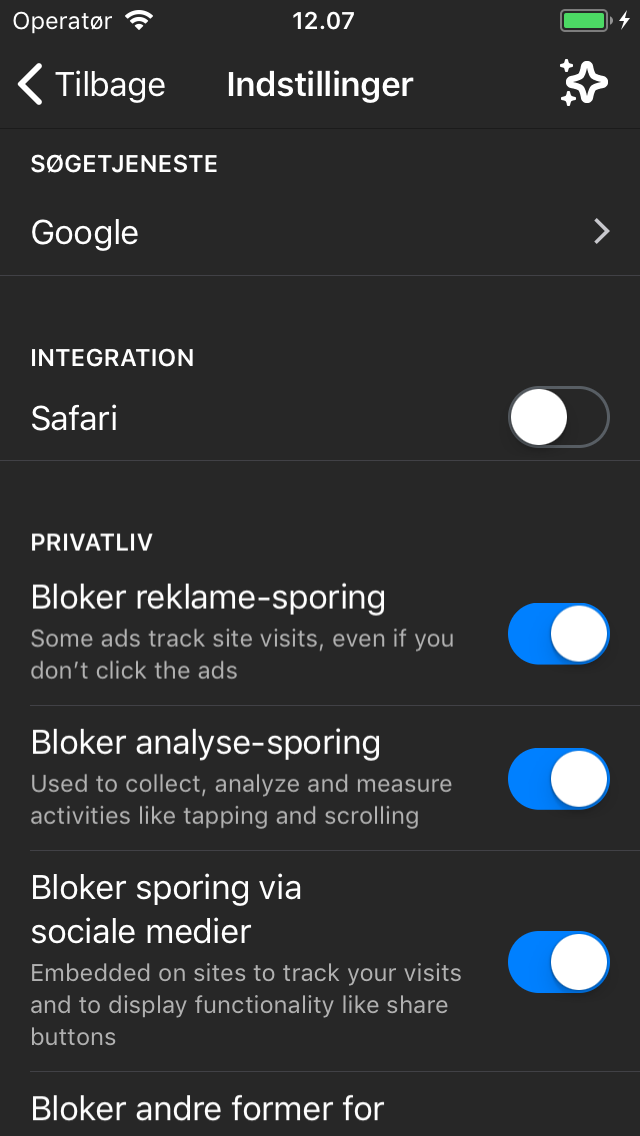 Operatør 12.07
Tilbage Indstillinger
SØGETJENESTE
Google
INTEGRATION
Safari
PRIVATLIV
Bloker reklame-sporing
Some ads track site visits, even if you
don’t click the ads
Bloker analyse-sporing
Used to collect, analyze and measure
activities like tapping and scrolling
Bloker sporing via
sociale medier
Embedded on sites to track your visits
and to display functionality like share
buttons
Bloker andre former for